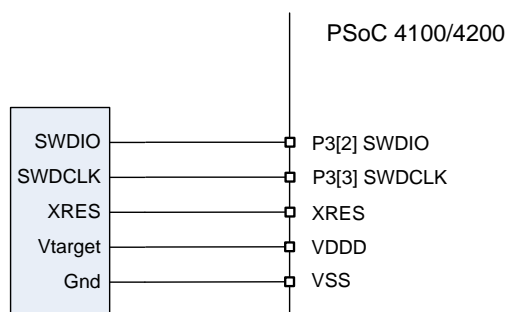 PSoC 4100/4200
SWDIO P3[2] SWDIO
SWDCLK P3[3] SWDCLK
XRES XRES
Vtarget VDDD
Gnd VSS